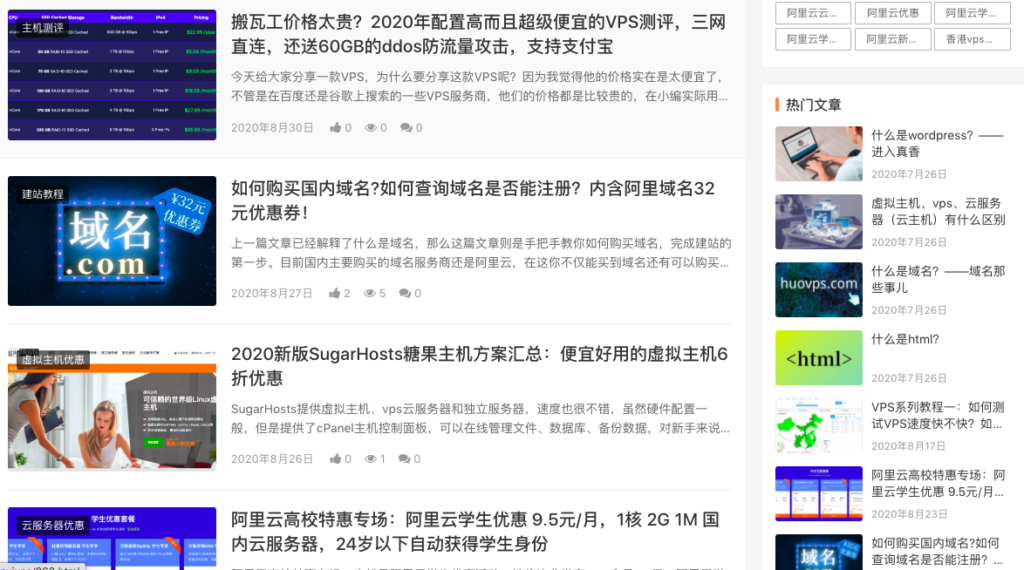 主机测评
搬瓦工价格太贵？2020年配置高而且超级便宜的VPS测评，三网
直连，还送60GB的ddos防流量攻击，支持支付宝
今天给大家分享一款VPS，为什么要分享这款VPS呢？因为我觉得他的价格实在是太便宜了，
不管是在百度还是谷歌上搜索的一些VPS服务商，他们的价格都是比较贵的，在小编实际用...
2020年8月30日 0 0 0
建站教程
¥32元
优惠券
域名
.com
如何购买国内域名?如何查询域名是否能注册？内含阿里域名32
元优惠券！
上一篇文章已经解释了什么是域名，那么这篇文章则是手把手教你如何购买域名，完成建站的
第一步。目前国内主要购买的域名服务商还是阿里云，在这你不仅能买到域名还有可以购买...
2020年8月27日 2 5 0
虚拟主机优惠
可信赖的世界级Linux虚
主机
2020新版SugarHosts糖果主机方案汇总：便宜好用的虚拟主机6
折优惠
SugarHosts提供虚拟主机、vps云服务器和独立服务器，速度也很不错，虽然硬件配置一
般，但是提供了cPanel主机控制面板，可以在线管理文件、数据库、备份数据，对新手来说...
2020年8月26日 0 1 0
云服务器优惠
学生优惠套餐
阿里云高校特惠专场：阿里云学生优惠 9.5元/月，1核 2G 1M 国
内云服务器，24岁以下自动获得学生身份
阿里云云...
阿里云优惠
阿里云学...
阿里云学...
阿里云新...
香港vps...
热门文章
什么是wordpress？——
进入真香
2020年7月26日
虚拟主机、vps、云服务
器（云主机）有什么区别
2020年7月26日
huovps.com
什么是域名？——域名那
些事儿
2020年7月26日
<html>
什么是html?
2020年7月26日
VPS系列教程一：如何测
试VPS速度快不快？如...
2020年8月17日
阿里云高校特惠专场：阿
里云学生优惠 9.5元/月...
2020年8月23日
域名
如何购买国内域名?如何
查询域名是否能注册？...